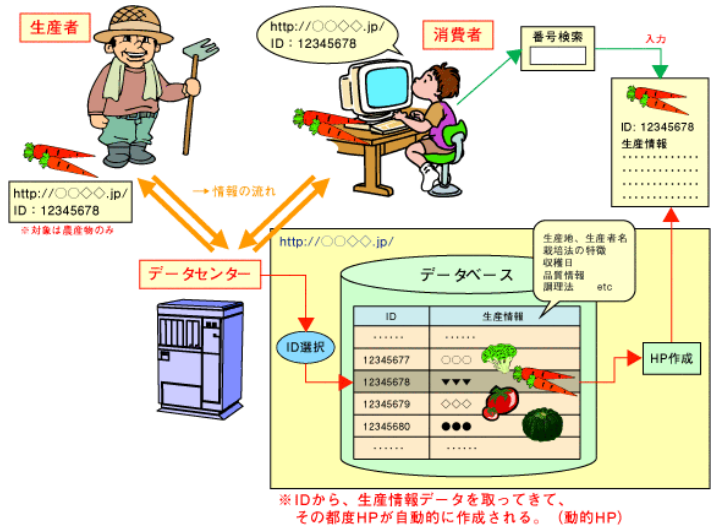 生産者
http://○○◇◇.jp/
ID：12345678
消費者
番号検索
入力
ID: 12345678
生産情報
・・・・・・・・・・・・
・・・・・・・・・・・・
・・・・・・・・・・・・
・・・・・・・・・・・・
http://○○◇◇.jp/
ID：12345678
※対象は農産物のみ
→情報の流れ
データセンター
http://○○◇◇.jp/
生産地、生産者名
栽培法の特徴
収穫日
品質情報
調理法　etc
データベース
ID 生産情報
・・・・・・ ・・・・・・
12345677 ○○○
12345678 ▼▼▼
12345679 ◇◇◇
12345680 ●●●
・・・・・・ ・・・・・・
ID選択
HP作成
※IDから、生産情報データを取ってきて、
その都度HPが自動的に作成される。（動的HP）